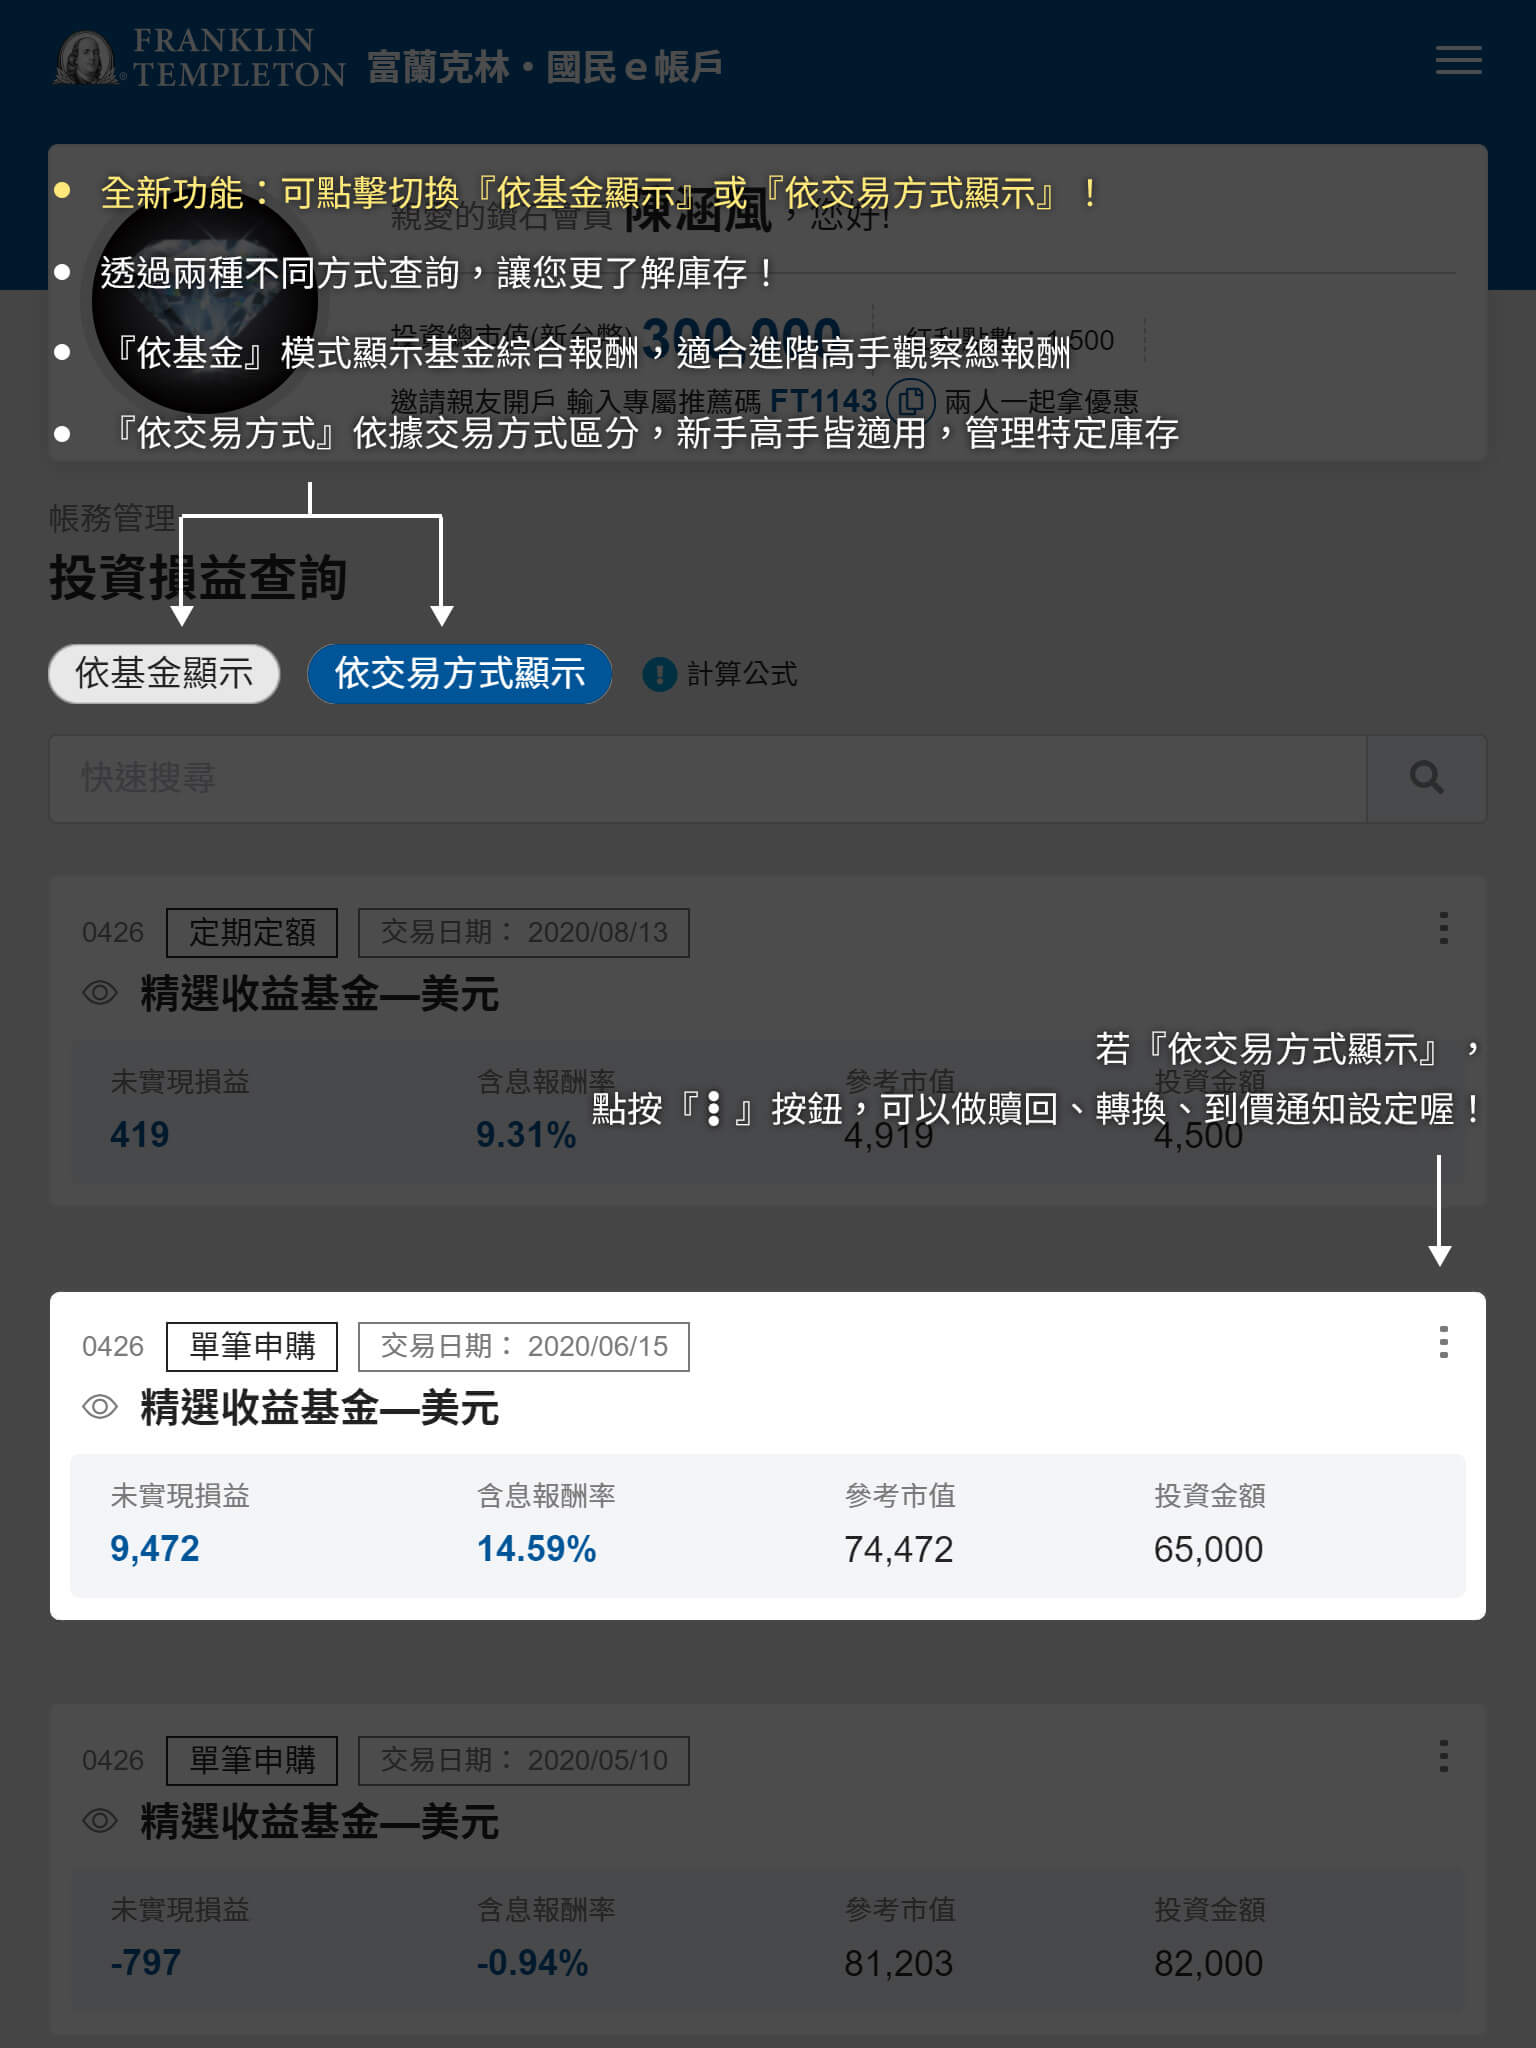 FRANKLIN
TEMPLETON
富蘭克林・國民e帳戶
全新功能：可點擊切換『依基金顯示』或『依交易方式顯示』！
親愛的鑽石會員 陳涵風，您好!
透過兩種不同方式查詢，讓您更了解庫存！
投資總市值(新台幣) 300,000 紅利點數：1,500
『依基金』模式顯示基金綜合報酬，適合進階高手觀察總報酬
邀請親友開戶 輸入專屬推薦碼 FT1143 兩人一起拿優惠
『依交易方式』依據交易方式區分，新手高手皆適用，管理特定庫存
帳務管理
投資損益查詢
依基金顯示 依交易方式顯示 計算公式
快速搜尋
0426 定期定額 交易日期： 2020/08/13
精選收益基金—美元
若『依交易方式顯示』，
未實現損益 含息報酬率 參考市值 投資金額
點按『⋮』按鈕，可以做贖回、轉換、到價通知設定喔！
419 9.31% 4,919 4,500
0426 單筆申購 交易日期： 2020/06/15
精選收益基金—美元
未實現損益 含息報酬率 參考市值 投資金額
9,472 14.59% 74,472 65,000
0426 單筆申購 交易日期： 2020/05/10
精選收益基金—美元
未實現損益 含息報酬率 參考市值 投資金額
-797 -0.94% 81,203 82,000